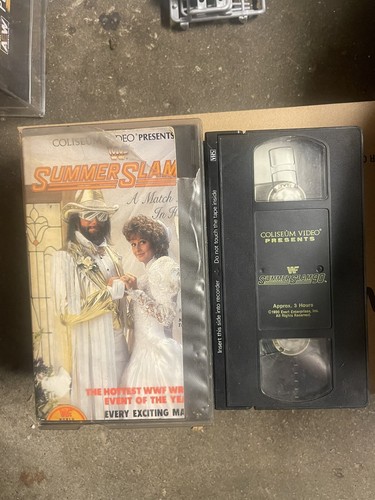 COLISEUM VIDEO PRESENTS
SUMMERSLAM
A Match
In H
THE HOTTEST WWF WR
EVENT OF THE YEA
EVERY EXCITING MA
VHS
Insert this side into recorder
Do not touch the tape inside
COLISEUM VIDEO
PRESENTS
WF
SUMMERSLAM
Approx. 3 Hours
All Rights Reserved.